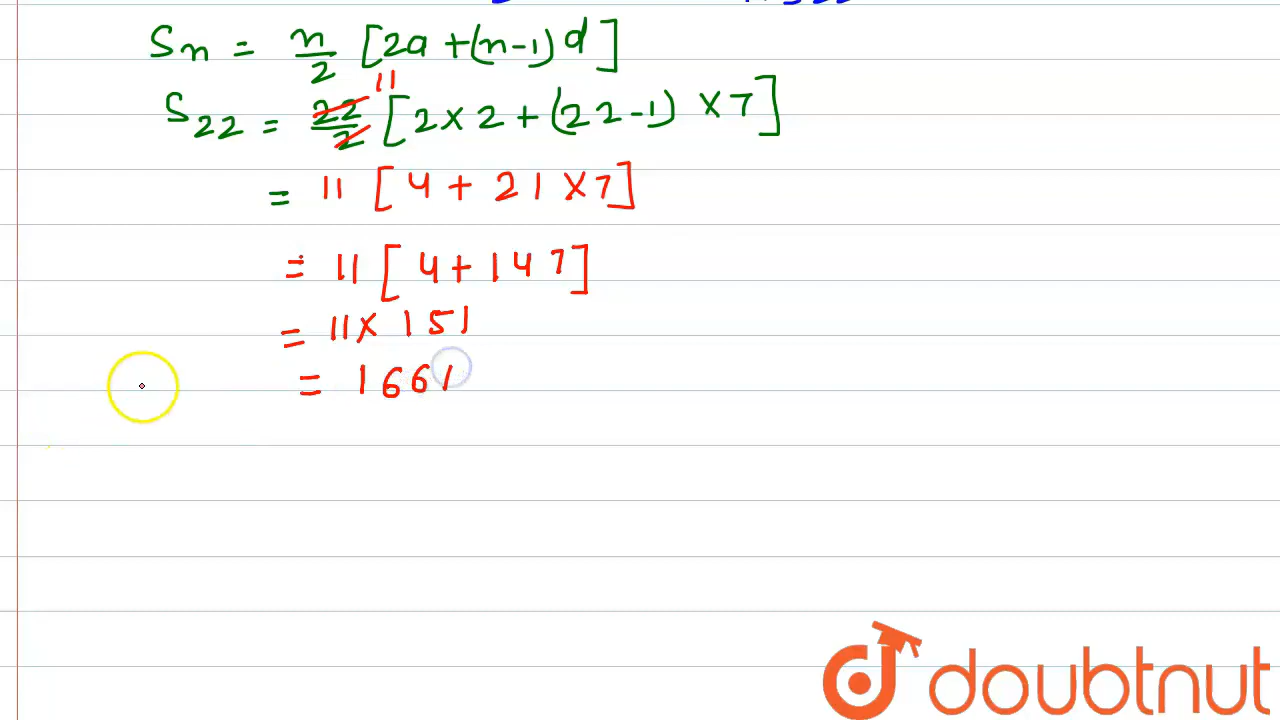 Sn = n/2 [2a + (n-1) d]
11
S22 = 22/2 [2 × 2 + (22-1) × 7]
= 11 [4 + 21 × 7]
= 11 [4 + 147]
= 11 × 151
= 1661
doubtnut